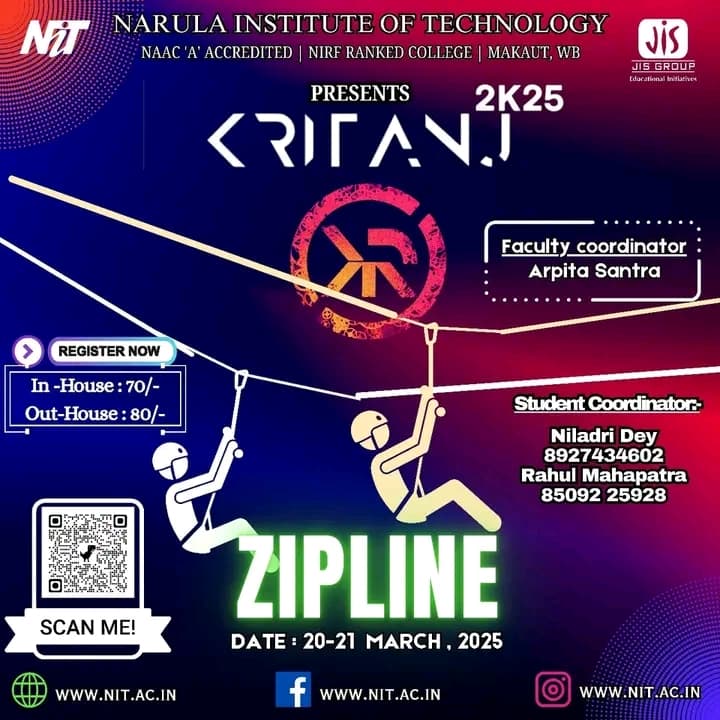 NiT
NARULA INSTITUTE OF TECHNOLOGY
NAAC 'A' ACCREDITED | NIRF RANKED COLLEGE | MAKAUT, WB
JIS
JIS GROUP
Educational Initiatives
PRESENTS
2K25
KRITANJ
KR
Faculty coordinator
Arpita Santra
REGISTER NOW
In -House : 70/-
Out-House : 80/-
Student Coordinator:-
Niladri Dey
8927434602
Rahul Mahapatra
85092 25928
ZIPLINE
SCAN ME!
DATE : 20-21 MARCH , 2025
WWW.NIT.AC.IN
WWW.NIT.AC.IN
WWW.NIT.AC.IN